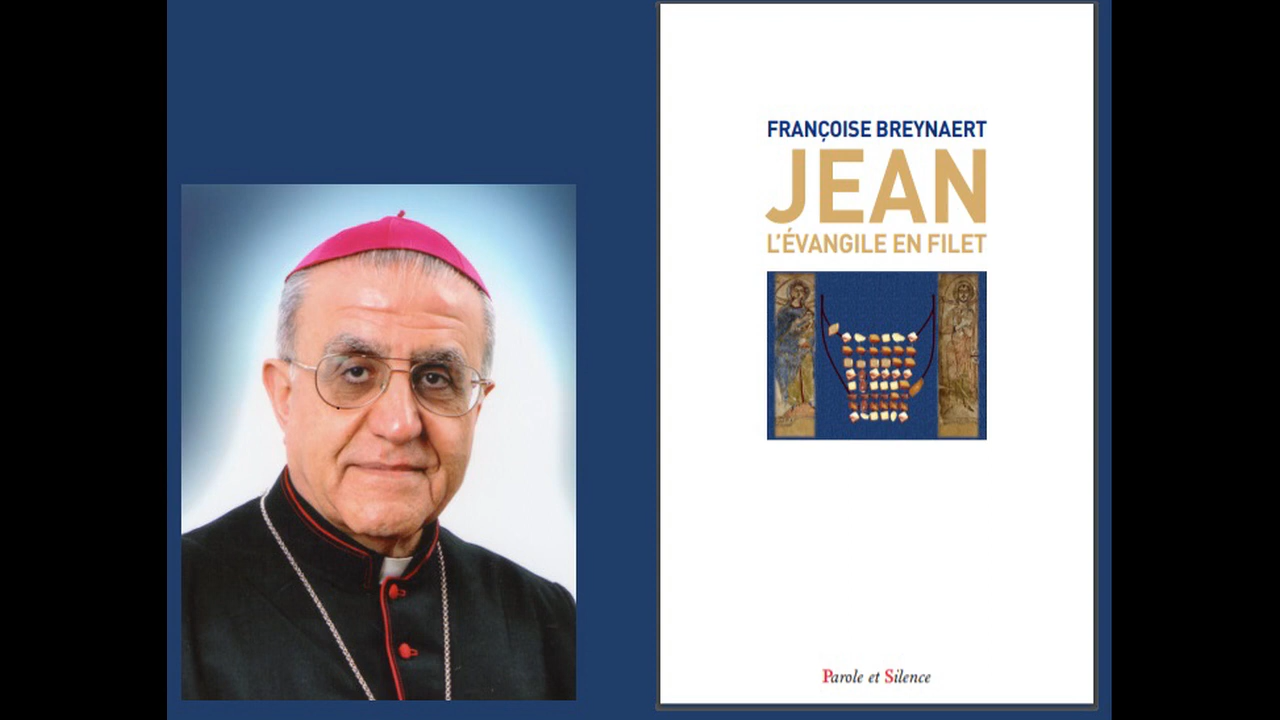 FRANÇOISE BREYNAERT
JEAN
L'ÉVANGILE EN FILET
Parole et Silence